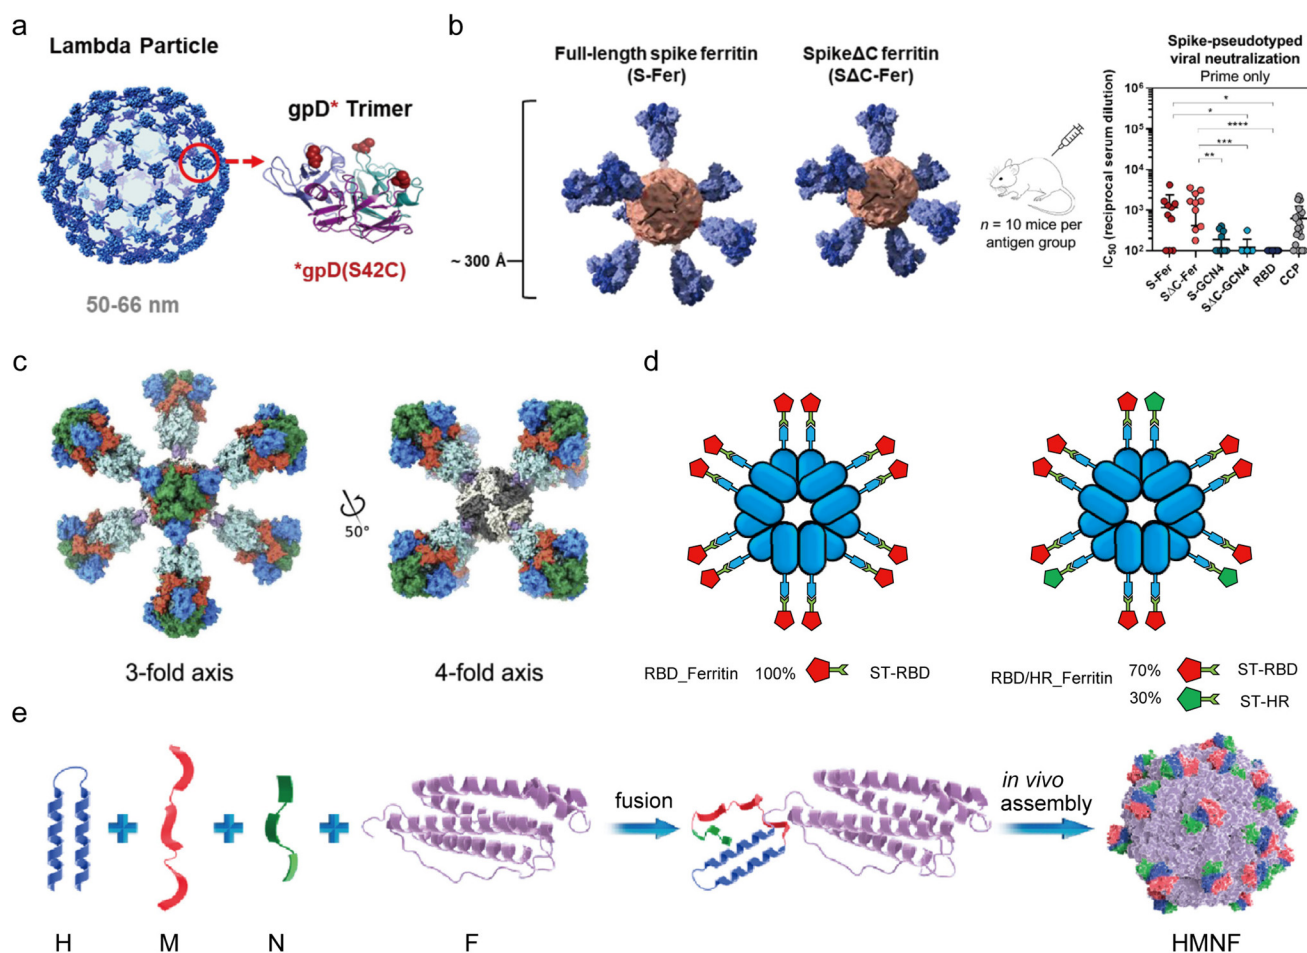 a
Lambda Particle
gpD* Trimer
*gpD(S42C)
50-66 nm
b
Full-length spike ferritin
(S-Fer)
SpikeΔC ferritin
(SΔC-Fer)
~ 300 Å
n = 10 mice per
antigen group
Spike-pseudotyped
viral neutralization
Prime only
IC50 (reciprocal serum dilution)
10^6
10^5
10^4
10^3
10^2
*
*
****
***
**
S-Fer
SΔC-Fer
S-GCN4
SΔC-GCN4
RBD
CCP
c
50°
3-fold axis
4-fold axis
d
RBD_Ferritin 100% ST-RBD
RBD/HR_Ferritin
70% ST-RBD
30% ST-HR
e
fusion
in vivo
assembly
H
M
N
F
HMNF